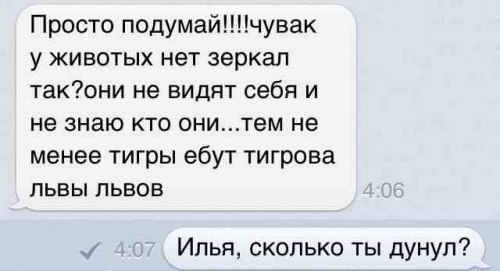 Просто подумай!!!!чувак
у животых нет зеркал
так?они не видят себя и
не знаю кто они...тем не
менее тигры ебут тигрова
львы львов
4:06
4:07
Илья, сколько ты дунул?